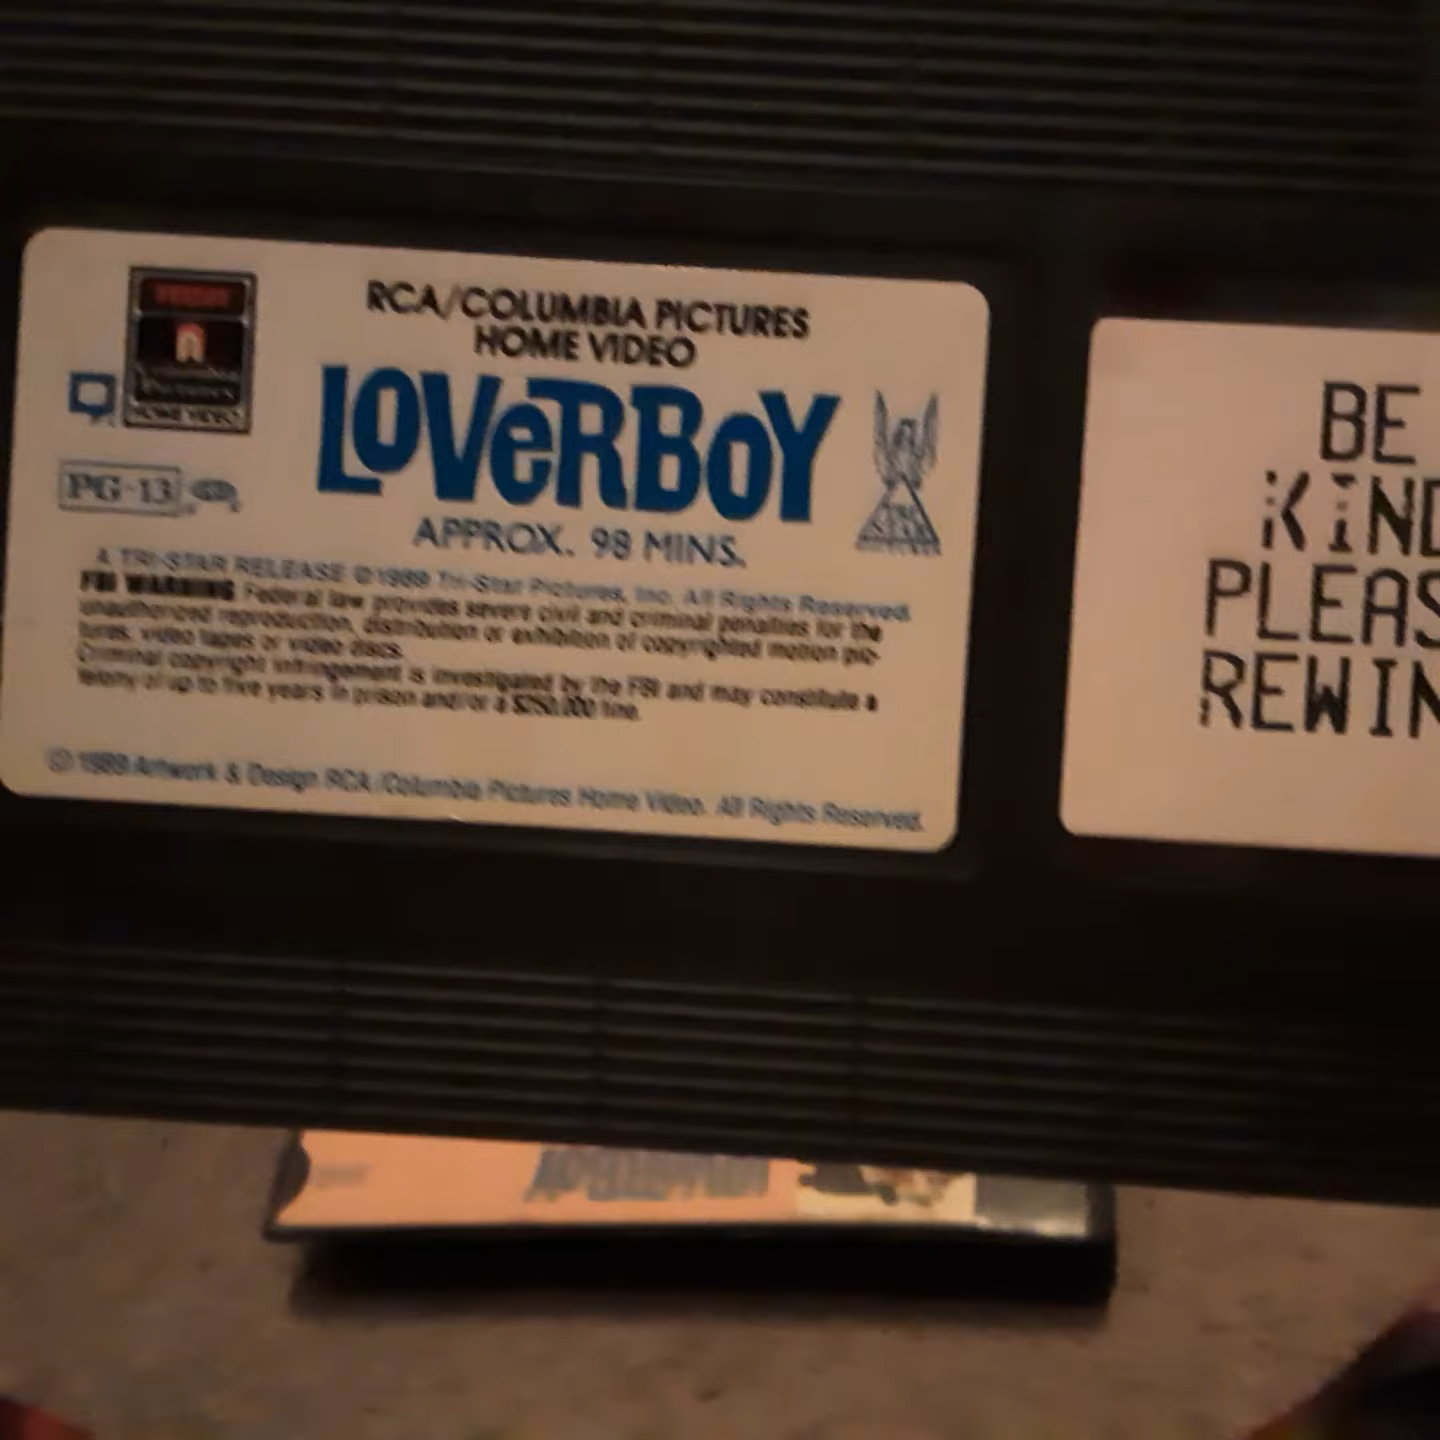 RCA/COLUMBIA PICTURES
HOME VIDEO
LOVERBOY
Pictures
HOME VIDEO
PG-13
APPROX. 98 MINS.
A TRI-STAR RELEASE ©1989 Tri-Star Pictures, Inc. All Rights Reserved.
FBI WARNING Federal law provides severe civil and criminal penalties for the
unauthorized reproduction, distribution or exhibition of copyrighted motion pic-
tures, video tapes or video discs.
Criminal copyright infringement is investigated by the FBI and may constitute a
felony of up to five years in prison and/or a $250,000 fine.
© 1989 Artwork & Design RCA/Columbia Pictures Home Video. All Rights Reserved.
BE
KIND
PLEAS
REWIN